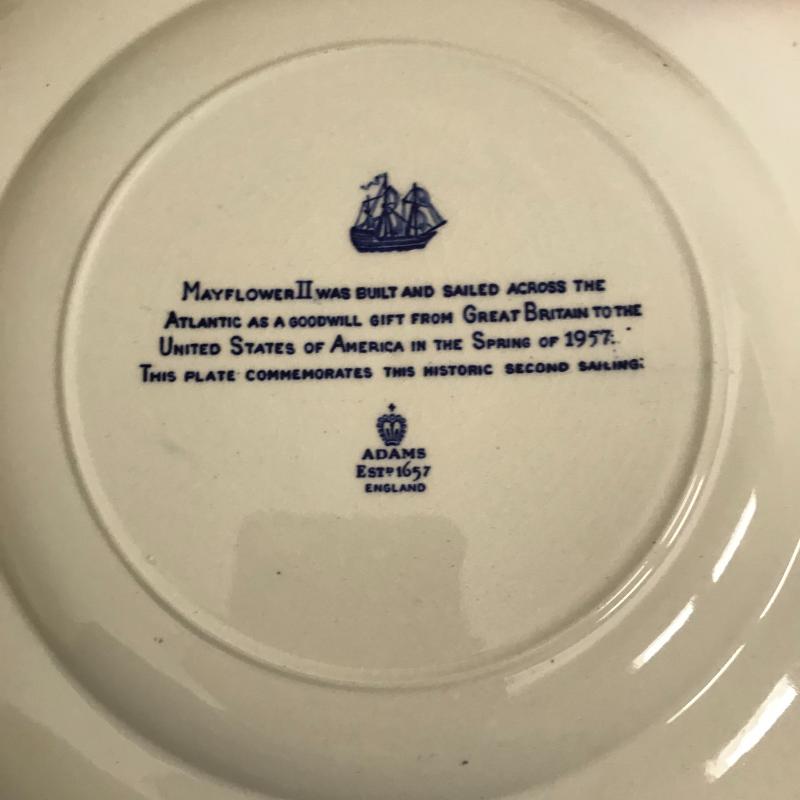 Mayflower II was built and sailed across the
Atlantic as a goodwill gift from Great Britain to the
United States of America in the Spring of 1957.
This plate commemorates this historic second sailing.
ADAMS
ESTD 1657
ENGLAND